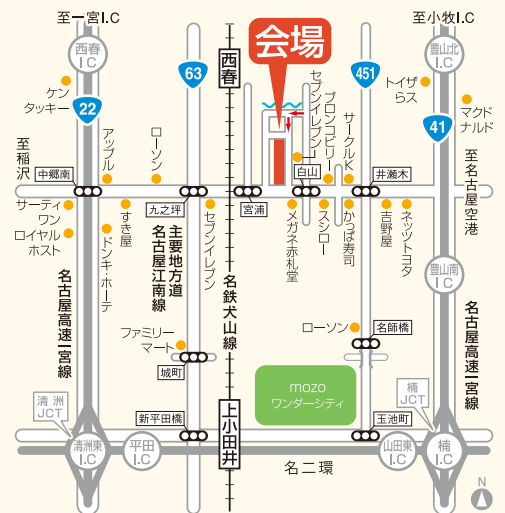 至一宮I.C
至小牧I.C
西春
I.C
豊山北
I.C
会場
西春
63
451
22
41
ケン
タッキー
アップル
ローソン
セブンイレブン
ブロンコビリー
サークルK
トイザ
らス
マクド
ナルド
至稲沢
中郷南
白山
井瀬木
至名古屋空港
九之坪
宮浦
サーティ
ワン
ロイヤル
ホスト
ドンキ・ホーテ
すき屋
主要地方道
名古屋江南線
セブンイレブン
名鉄犬山線
メガネ赤札堂
スシロー
かっぱ寿司
吉野屋
ネッツトヨタ
豊山南
I.C
名古屋高速一宮線
名古屋高速一宮線
ファミリー
マート
城町
ローソン
名師橋
mozo
ワンダーシティ
清洲
JCT
新平田橋
上小田井
玉池町
楠
JCT
清洲東
I.C
平田
I.C
名二環
山田東
I.C
楠
I.C
N